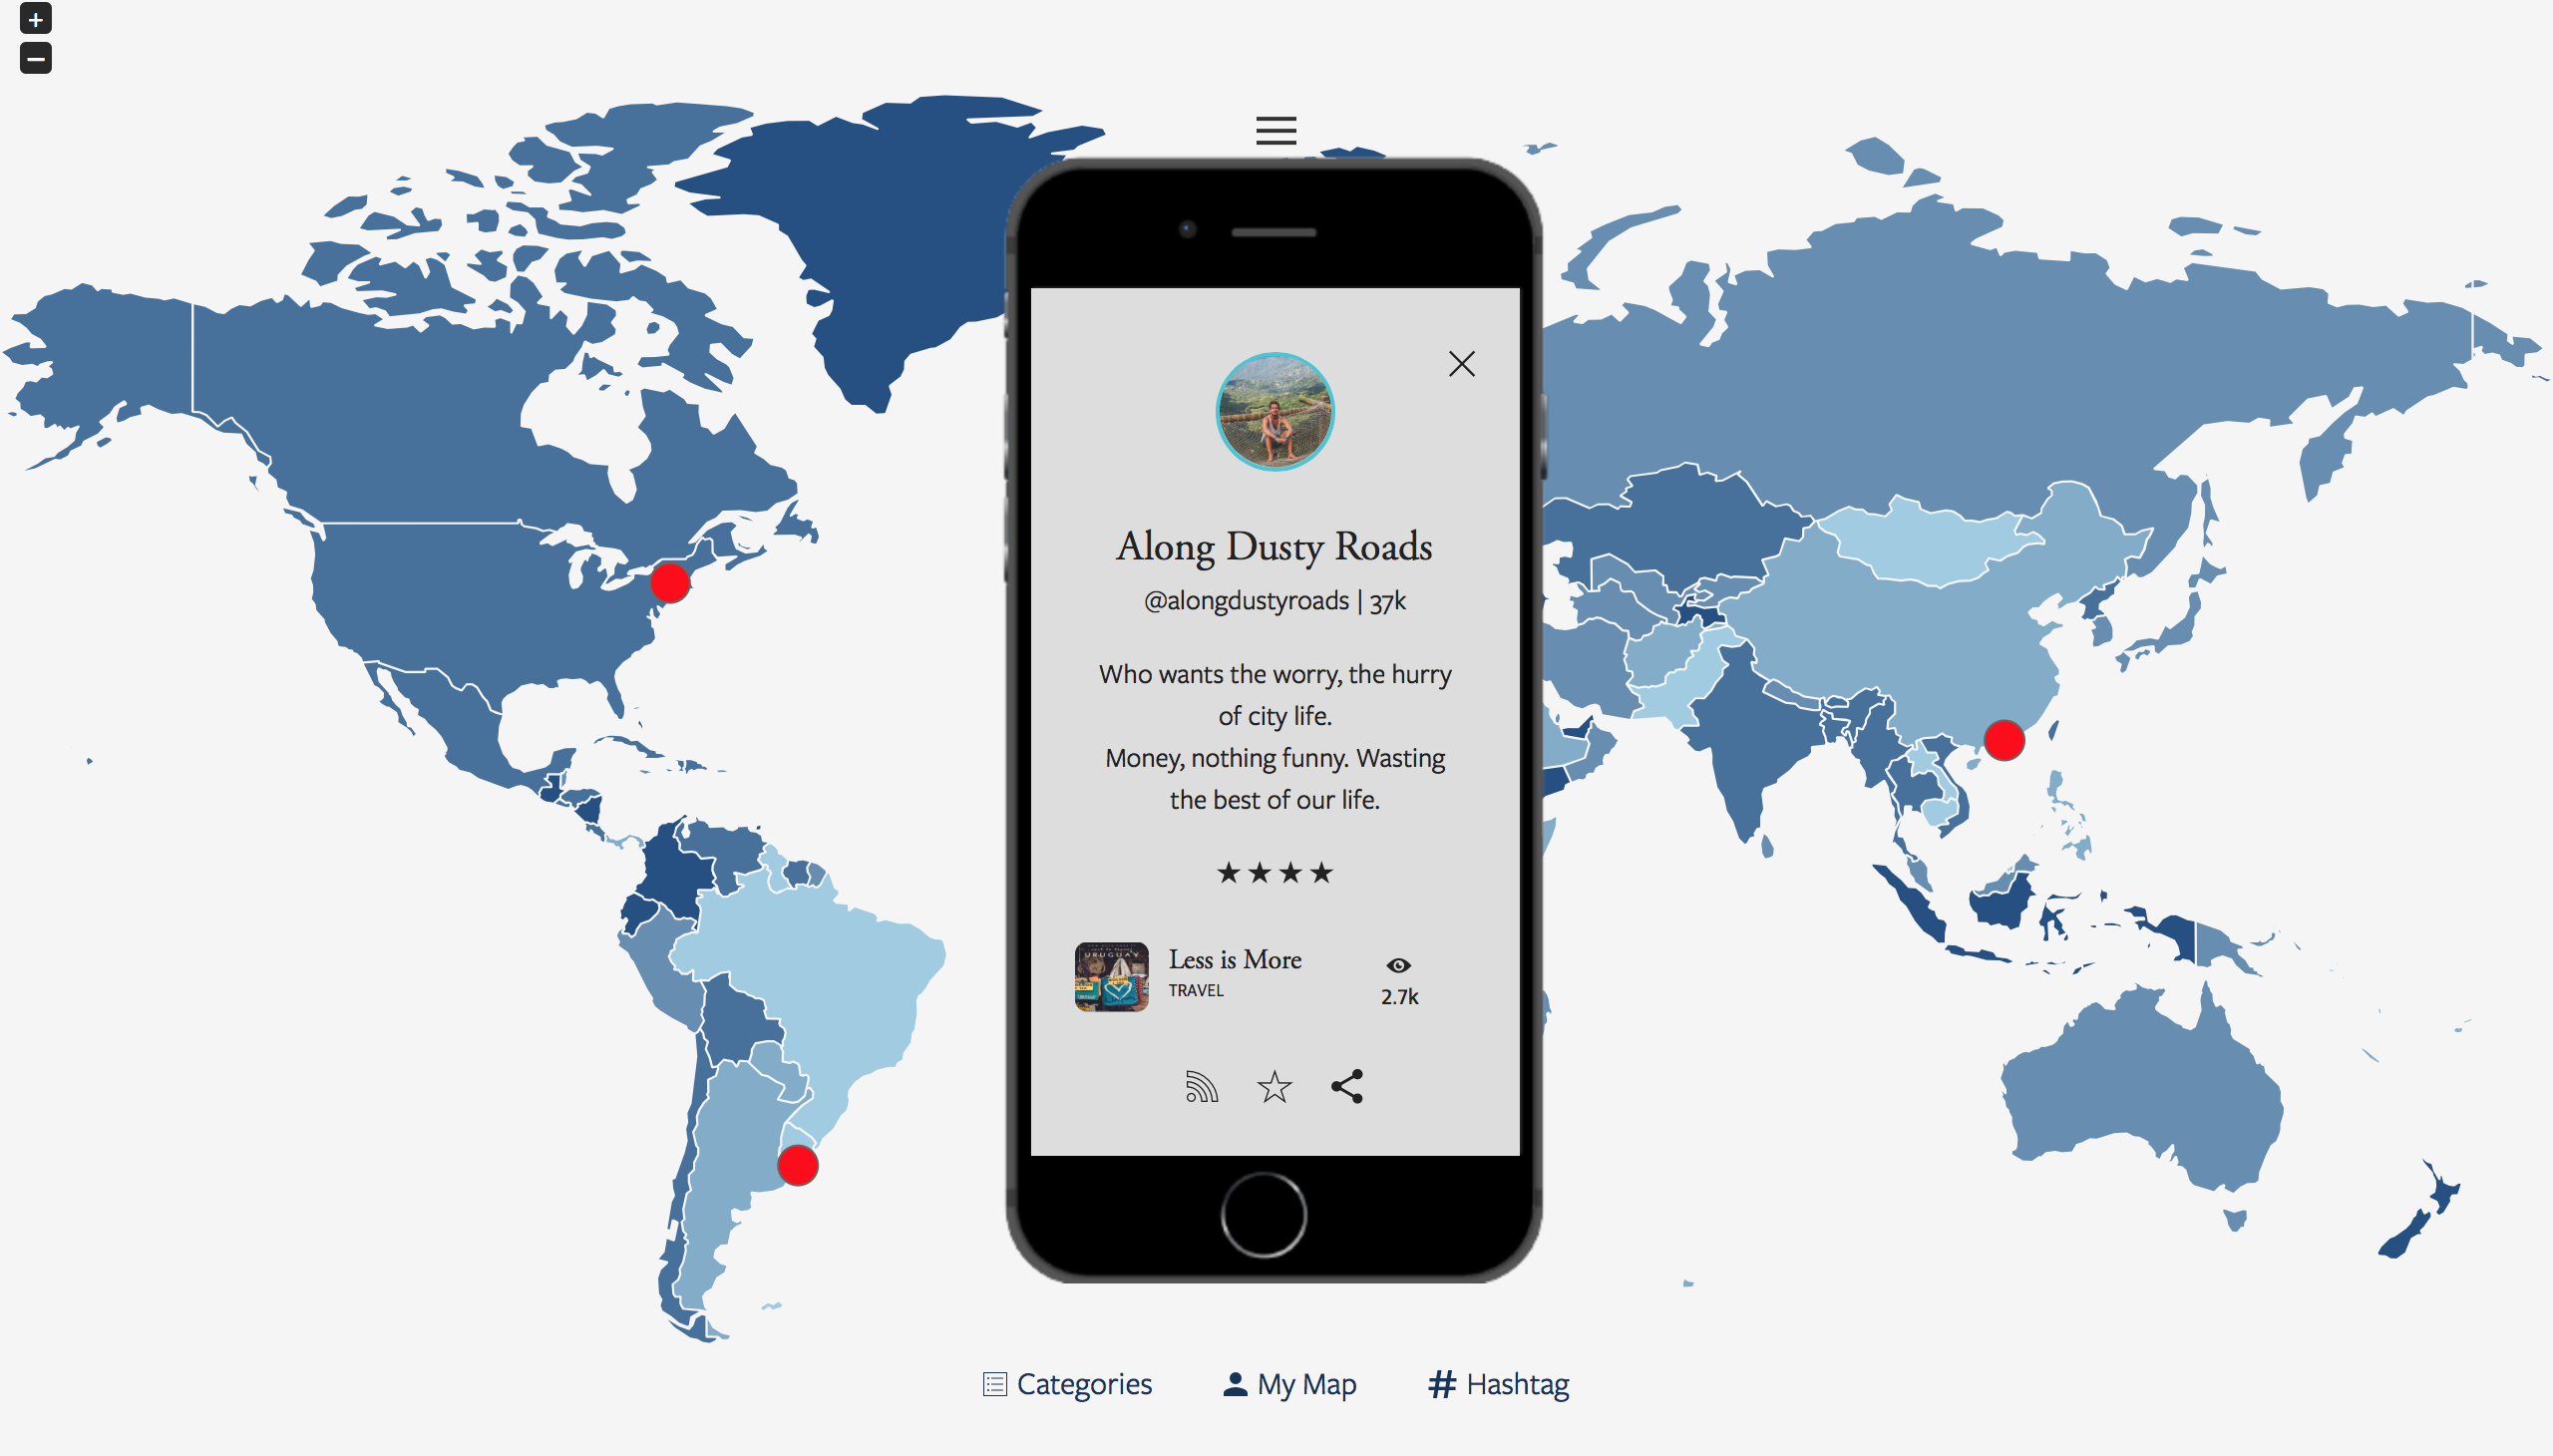 Along Dusty Roads
@alongdustyroads | 37k
Who wants the worry, the hurry
of city life.
Money, nothing funny. Wasting
the best of our life.
URUGUAY
Less is More
TRAVEL
2.7k
Categories
My Map
# Hashtag